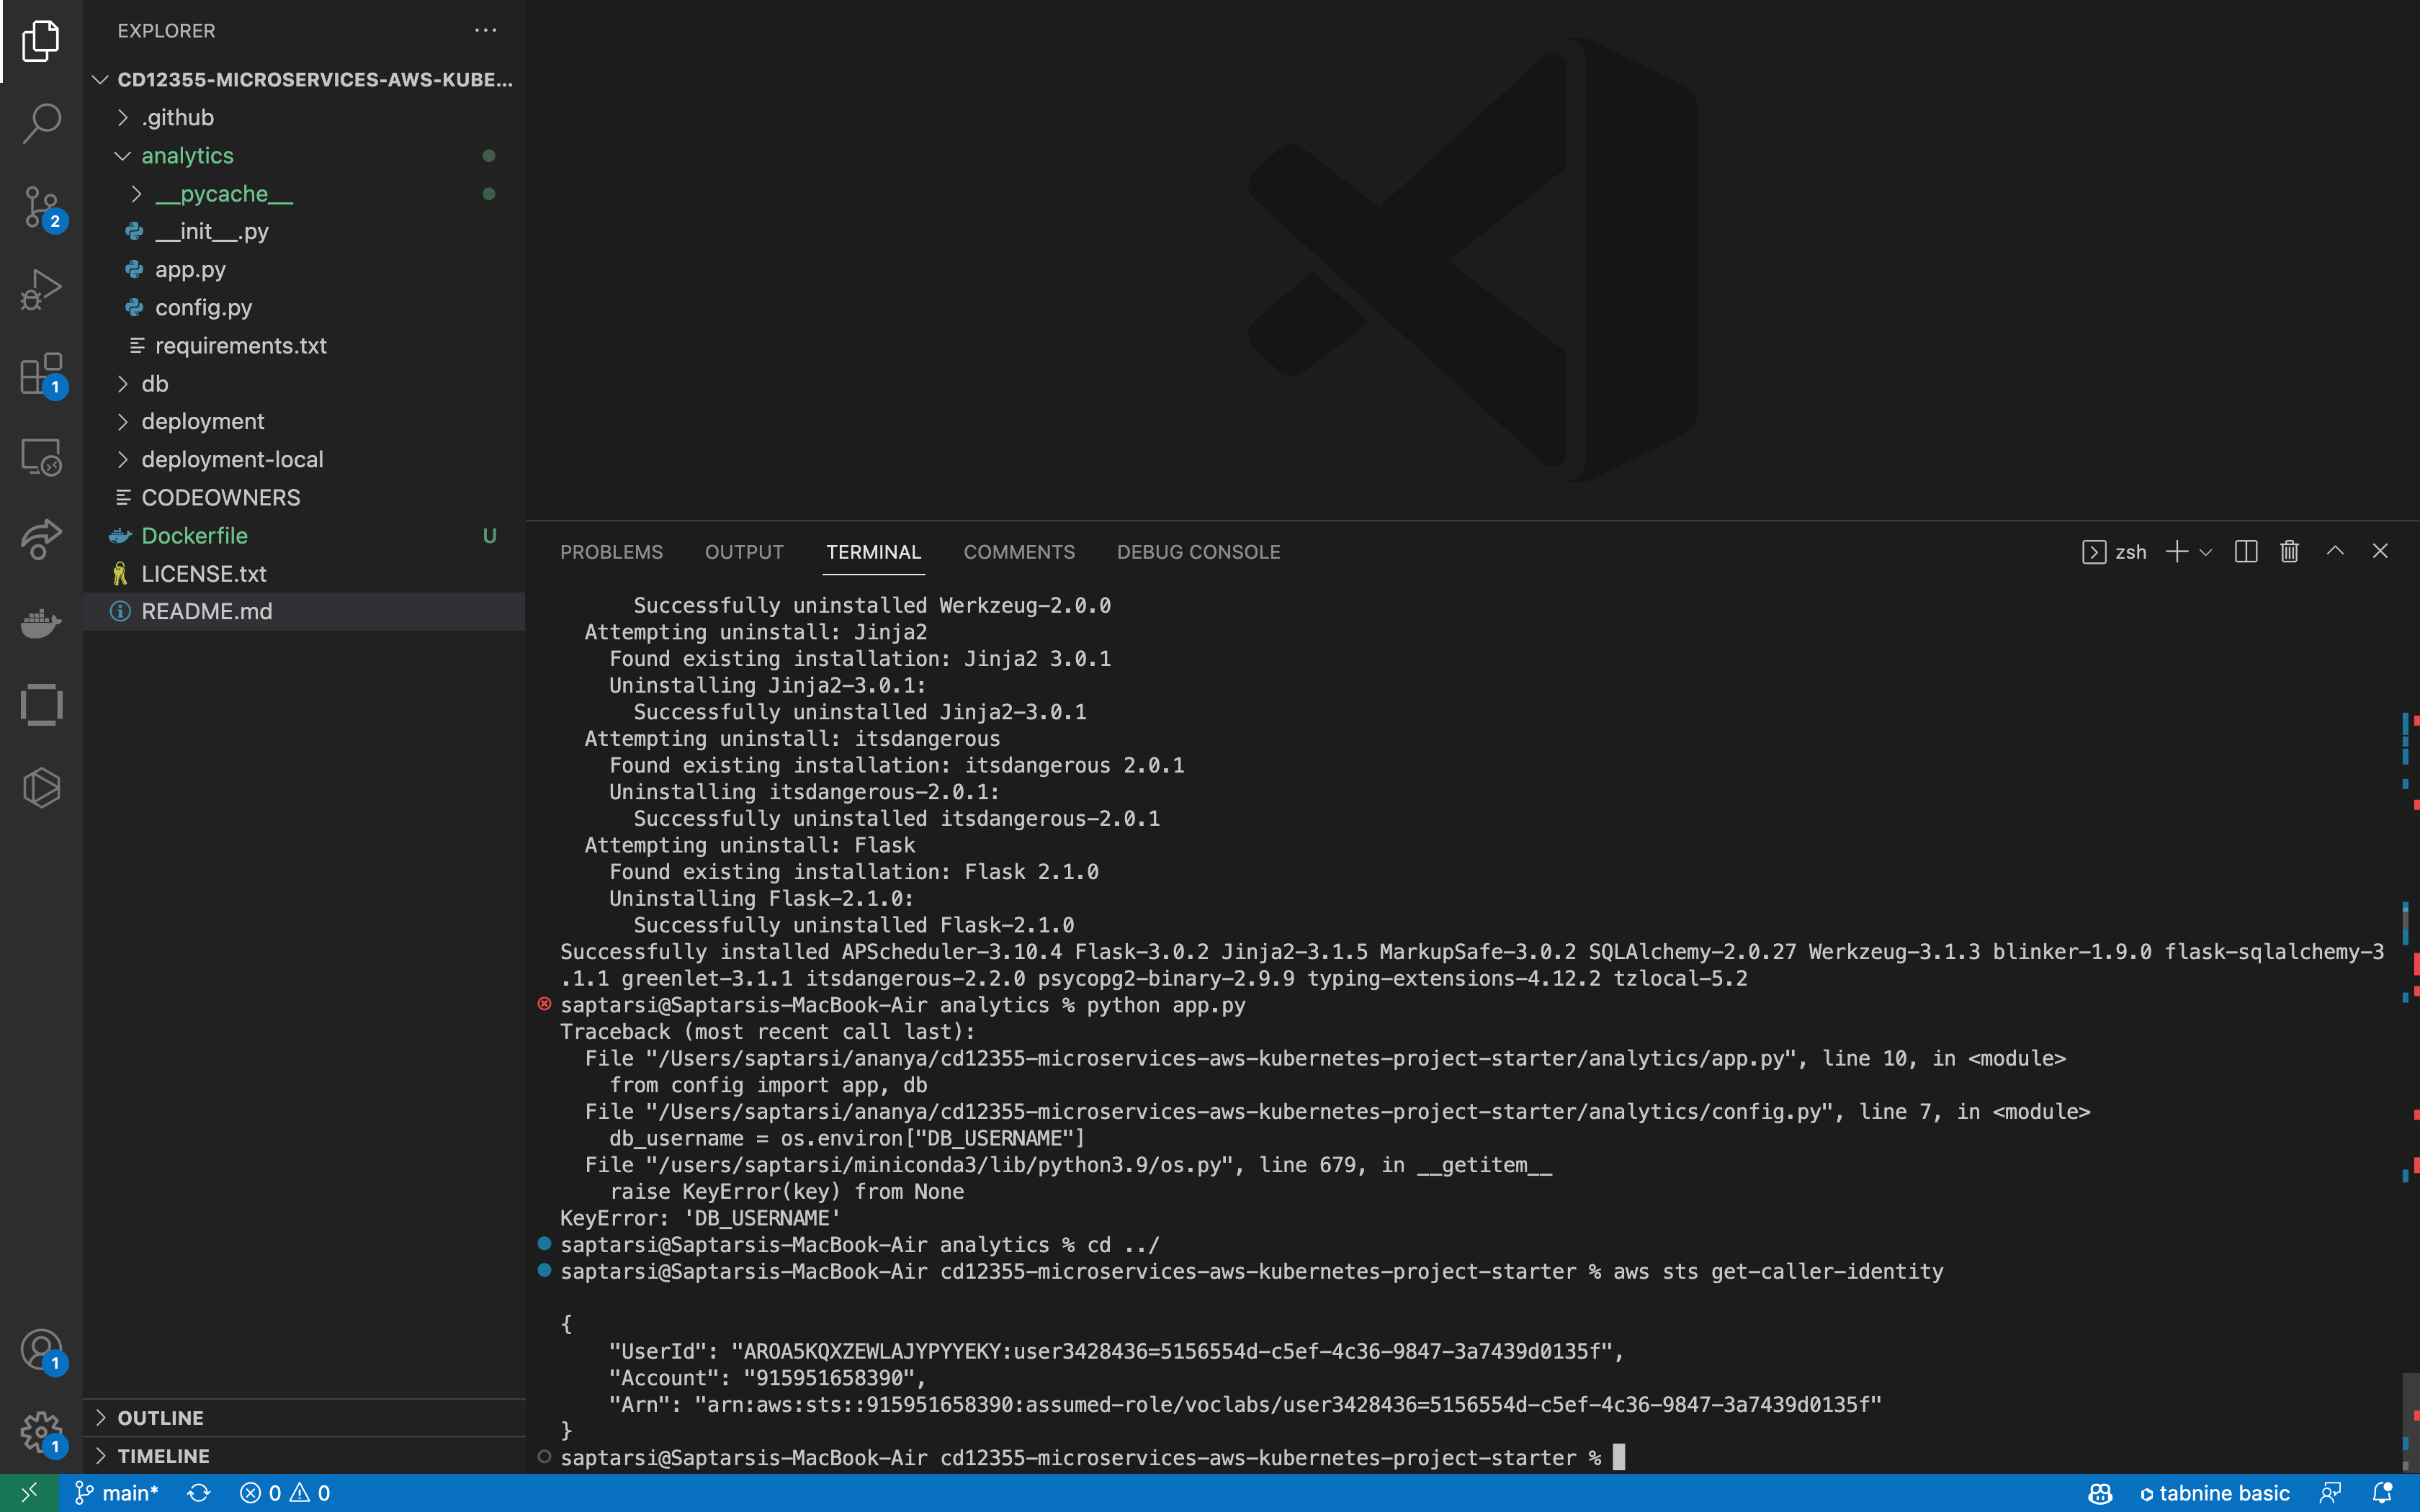 EXPLORER
CD12355-MICROSERVICES-AWS-KUBE...
.github
analytics
__pycache__
__init__.py
app.py
config.py
requirements.txt
db
deployment
deployment-local
CODEOWNERS
Dockerfile U
LICENSE.txt
README.md
OUTLINE
TIMELINE
2
1
1
1
PROBLEMS OUTPUT TERMINAL COMMENTS DEBUG CONSOLE
zsh
Successfully uninstalled Werkzeug-2.0.0
Attempting uninstall: Jinja2
Found existing installation: Jinja2 3.0.1
Uninstalling Jinja2-3.0.1:
Successfully uninstalled Jinja2-3.0.1
Attempting uninstall: itsdangerous
Found existing installation: itsdangerous 2.0.1
Uninstalling itsdangerous-2.0.1:
Successfully uninstalled itsdangerous-2.0.1
Attempting uninstall: Flask
Found existing installation: Flask 2.1.0
Uninstalling Flask-2.1.0:
Successfully uninstalled Flask-2.1.0
Successfully installed APScheduler-3.10.4 Flask-3.0.2 Jinja2-3.1.5 MarkupSafe-3.0.2 SQLAlchemy-2.0.27 Werkzeug-3.1.3 blinker-1.9.0 flask-sqlalchemy-3
.1.1 greenlet-3.1.1 itsdangerous-2.2.0 psycopg2-binary-2.9.9 typing-extensions-4.12.2 tzlocal-5.2
saptarsi@Saptarsis-MacBook-Air analytics % python app.py
Traceback (most recent call last):
File "/Users/saptarsi/ananya/cd12355-microservices-aws-kubernetes-project-starter/analytics/app.py", line 10, in <module>
from config import app, db
File "/Users/saptarsi/ananya/cd12355-microservices-aws-kubernetes-project-starter/analytics/config.py", line 7, in <module>
db_username = os.environ["DB_USERNAME"]
File "/users/saptarsi/miniconda3/lib/python3.9/os.py", line 679, in __getitem__
raise KeyError(key) from None
KeyError: 'DB_USERNAME'
saptarsi@Saptarsis-MacBook-Air analytics % cd ../
saptarsi@Saptarsis-MacBook-Air cd12355-microservices-aws-kubernetes-project-starter % aws sts get-caller-identity
{
"UserId": "AROA5KQXZEWLAJYPYYEKY:user3428436=5156554d-c5ef-4c36-9847-3a7439d0135f",
"Account": "915951658390",
"Arn": "arn:aws:sts::915951658390:assumed-role/voclabs/user3428436=5156554d-c5ef-4c36-9847-3a7439d0135f"
}
saptarsi@Saptarsis-MacBook-Air cd12355-microservices-aws-kubernetes-project-starter %
main* 0 0 tabnine basic